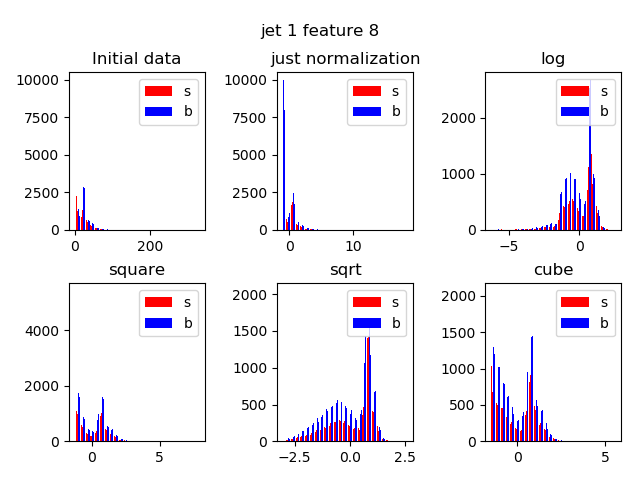 jet 1 feature 8
Initial data
just normalization
log
10000
7500
5000
2500
0
0
200
s
b
10000
7500
5000
2500
0
0
10
s
b
2000
1000
0
−5
0
s
b
square
sqrt
cube
4000
2000
0
0
5
s
b
2000
1500
1000
500
0
−2.5
0.0
2.5
s
b
2000
1500
1000
500
0
0
5
s
b